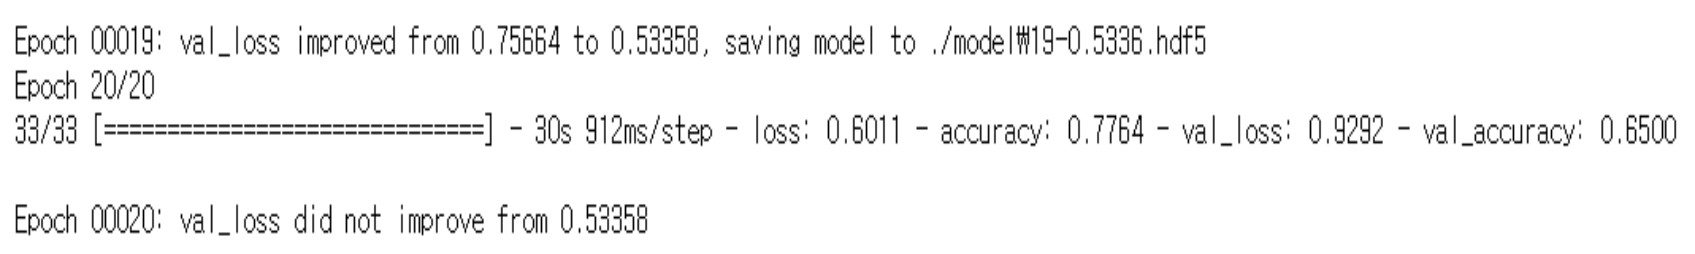 Epoch 00019: val_loss improved from 0.75664 to 0.53358, saving model to ./model₩19-0.5336.hdf5
Epoch 20/20
33/33 [==============================] - 30s 912ms/step - loss: 0.6011 - accuracy: 0.7764 - val_loss: 0.9292 - val_accuracy: 0.6500
Epoch 00020: val_loss did not improve from 0.53358